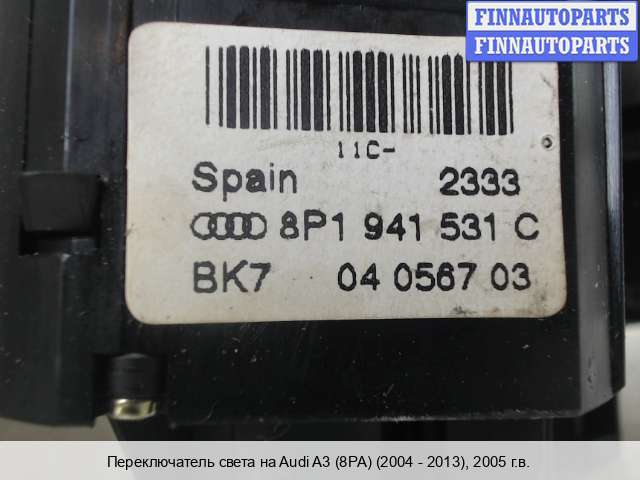 FINNAUTOPARTS
FINNAUTOPARTS
11C-
Spain 2333
8P1 941 531 C
BK7 04 0567 03
Переключатель света на Audi A3 (8PA) (2004 - 2013), 2005 г.в.